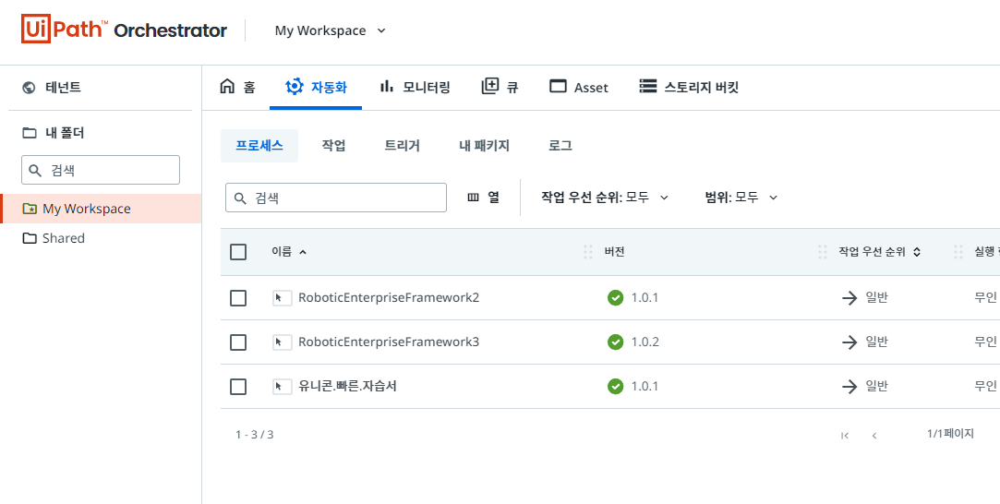 UiPath™ Orchestrator My Workspace
테넌트
내 폴더
검색
My Workspace
Shared
홈 자동화 모니터링 큐 Asset 스토리지 버킷
프로세스 작업 트리거 내 패키지 로그
검색 열 작업 우선 순위: 모두 범위: 모두
이름 버전 작업 우선 순위 실행
RoboticEnterpriseFramework2 1.0.1 일반 무인
RoboticEnterpriseFramework3 1.0.2 일반 무인
유니콘.빠른.자습서 1.0.1 일반 무인
1 - 3 / 3 1/1페이지